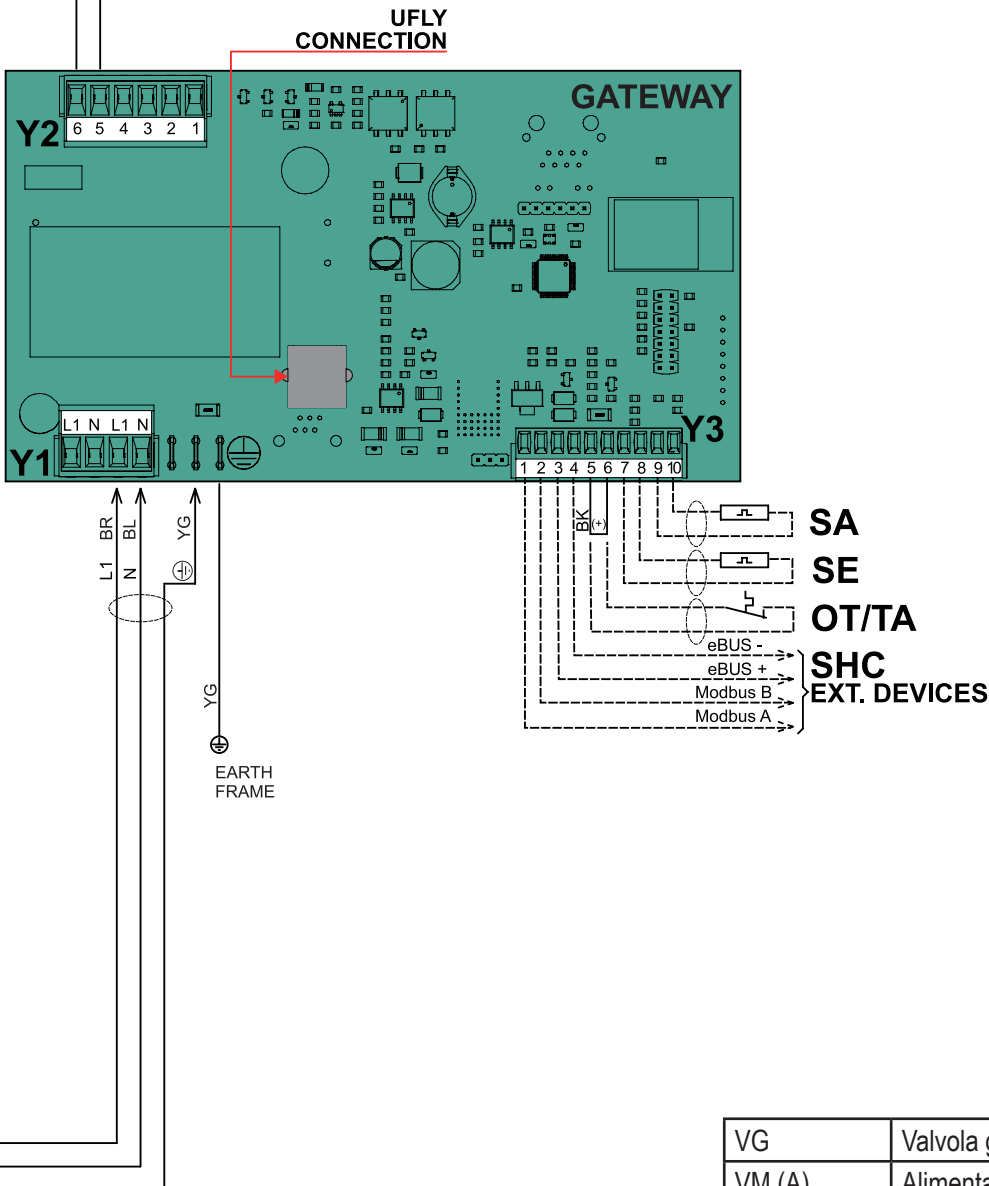 UFLY
CONNECTION
GATEWAY
Y2
6 5 4 3 2 1
L1 N L1 N
Y1
Y3
1 2 3 4 5 6 7 8 9 10
BR
BL
YG
L1
N
BK
(+)
SA
SE
OT/TA
eBUS -
eBUS +
Modbus B
Modbus A
SHC
EXT. DEVICES
YG
EARTH
FRAME
VG
Valvola
VM (A)